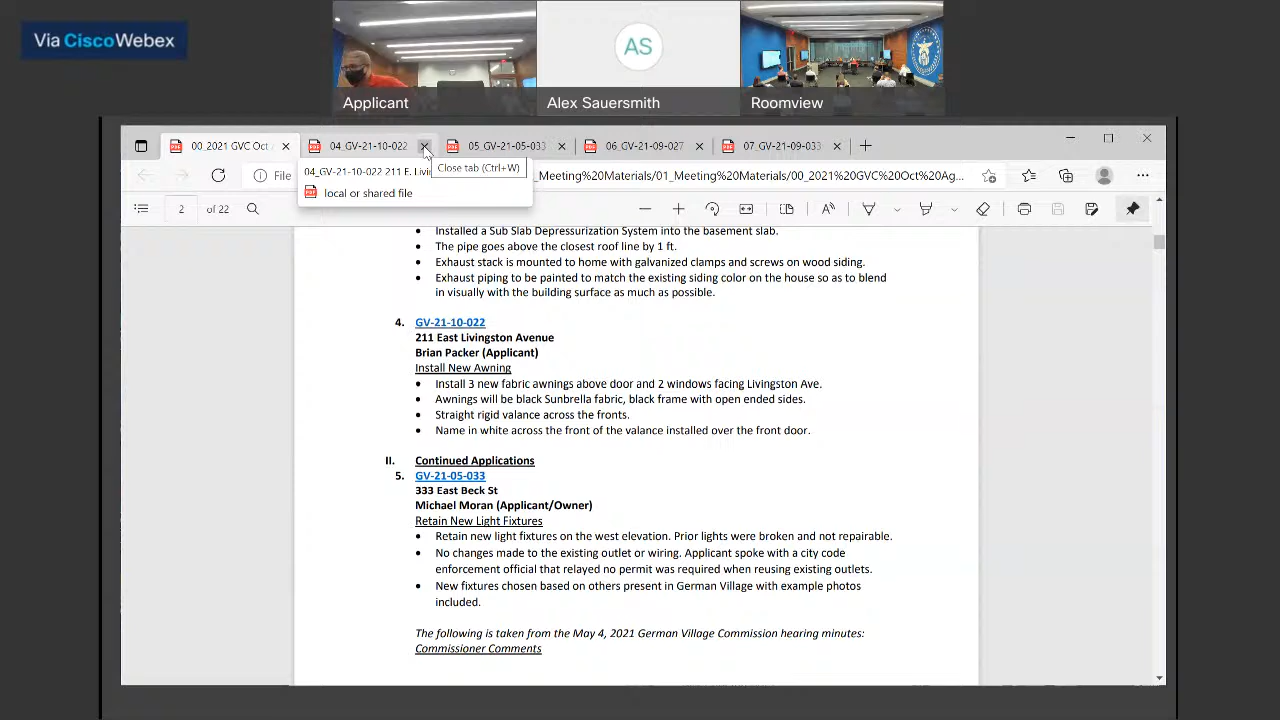 Via CiscoWebex
AS
Applicant
Alex Sauersmith
Roomview
00_2021 GVC Oct
04_GV-21-10-022
05_GV-21-05-033
06_GV-21-09-027
07_GV-21-09-033
04_GV-21-10-022 211 E. Livi
Close tab (Ctrl+W)
local or shared file
File
_Meeting%20Materials/01_Meeting%20Materials/00_2021%20GVC%20Oct%20Ag...
2 of 22
Installed a Sub Slab Depressurization System into the basement slab.
• The pipe goes above the closest roof line by 1 ft.
• Exhaust stack is mounted to home with galvanized clamps and screws on wood siding.
• Exhaust piping to be painted to match the existing siding color on the house so as to blend
in visually with the building surface as much as possible.
4. GV-21-10-022
211 East Livingston Avenue
Brian Packer (Applicant)
Install New Awning
• Install 3 new fabric awnings above door and 2 windows facing Livingston Ave.
• Awnings will be black Sunbrella fabric, black frame with open ended sides.
• Straight rigid valance across the fronts.
• Name in white across the front of the valance installed over the front door.
II. Continued Applications
5. GV-21-05-033
333 East Beck St
Michael Moran (Applicant/Owner)
Retain New Light Fixtures
• Retain new light fixtures on the west elevation. Prior lights were broken and not repairable.
• No changes made to the existing outlet or wiring. Applicant spoke with a city code
enforcement official that relayed no permit was required when reusing existing outlets.
• New fixtures chosen based on others present in German Village with example photos
included.
The following is taken from the May 4, 2021 German Village Commission hearing minutes:
Commissioner Comments